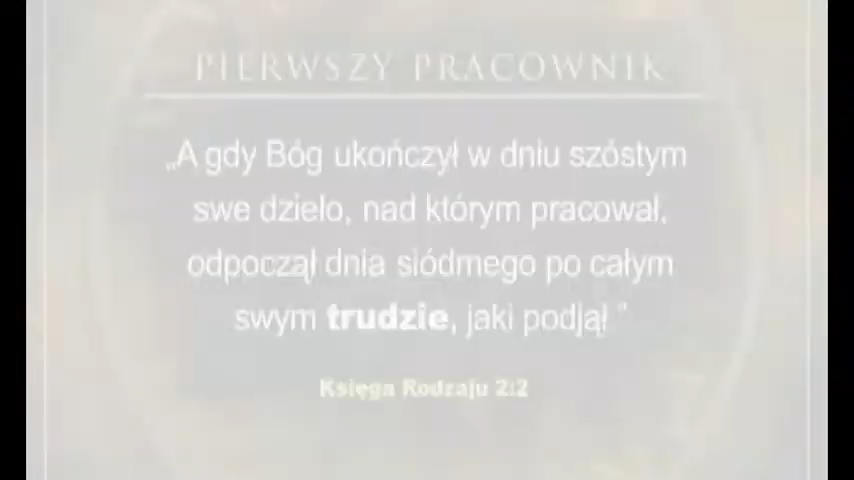 PIERWSZY PRACOWNIK
„A gdy Bóg ukończył w dniu szóstym
swe dzieło, nad którym pracował,
odpoczął dnia siódmego po całym
swym trudzie, jaki podjął.”
Księga Rodzaju 2:2